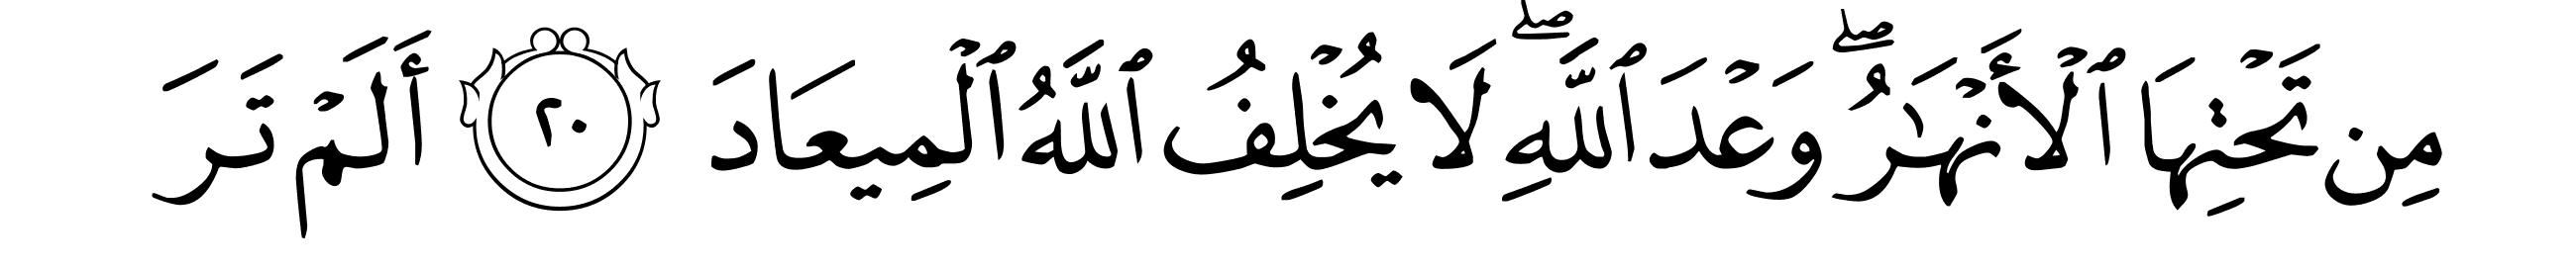 مِن تَحْتِهَا ٱلْأَنْهَـٰرُ ۖ وَعْدَ ٱللَّهِ ۖ لَا يُخْلِفُ ٱللَّهُ ٱلْمِيعَادَ ٢٠ أَلَمْ تَرَ